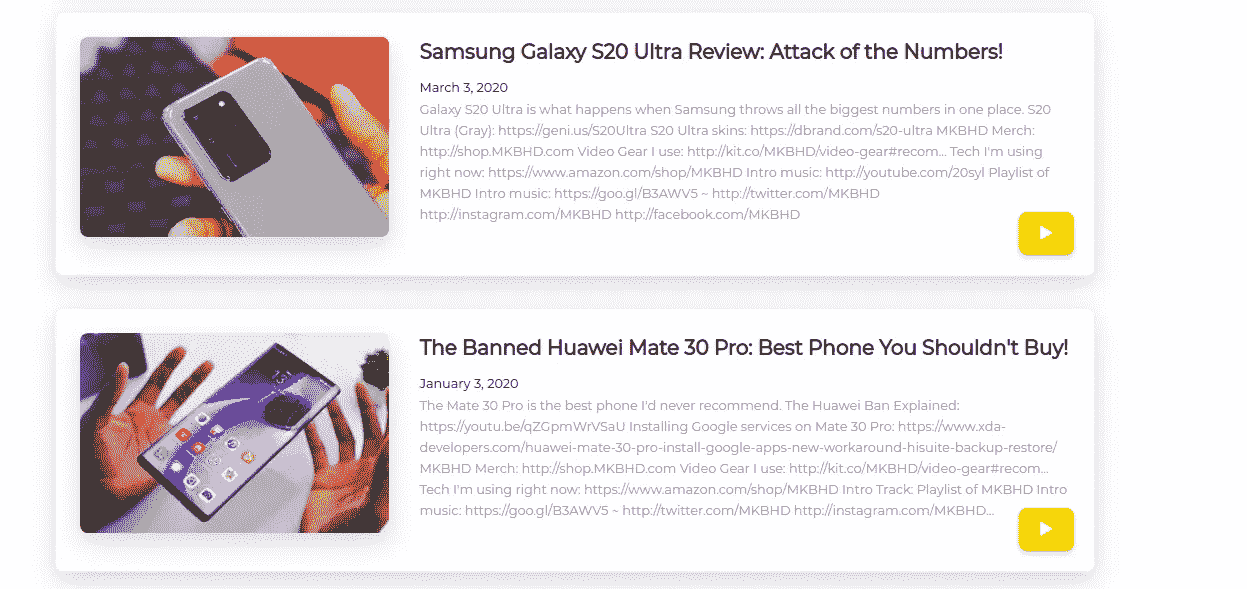 Samsung Galaxy S20 Ultra Review: Attack of the Numbers!
March 3, 2020
Galaxy S20 Ultra is what happens when Samsung throws all the biggest numbers in one place. S20
Ultra (Gray): https://geni.us/S20Ultra S20 Ultra skins: https://dbrand.com/s20-ultra MKBHD Merch:
http://shop.MKBHD.com Video Gear I use: http://kit.co/MKBHD/video-gear#recom... Tech I'm using
right now: https://www.amazon.com/shop/MKBHD Intro music: http://youtube.com/20syl Playlist of
MKBHD Intro music: https://goo.gl/B3AWV5 ~ http://twitter.com/MKBHD
http://instagram.com/MKBHD http://facebook.com/MKBHD
The Banned Huawei Mate 30 Pro: Best Phone You Shouldn't Buy!
January 3, 2020
The Mate 30 Pro is the best phone I'd never recommend. The Huawei Ban Explained:
https://youtu.be/qZGpmWrVSaU Installing Google services on Mate 30 Pro: https://www.xda-
developers.com/huawei-mate-30-pro-install-google-apps-new-workaround-hisuite-backup-restore/
MKBHD Merch: http://shop.MKBHD.com Video Gear I use: http://kit.co/MKBHD/video-gear#recom...
Tech I'm using right now: https://www.amazon.com/shop/MKBHD Intro Track: Playlist of MKBHD Intro
music: https://goo.gl/B3AWV5 ~ http://twitter.com/MKBHD http://instagram.com/MKBHD...